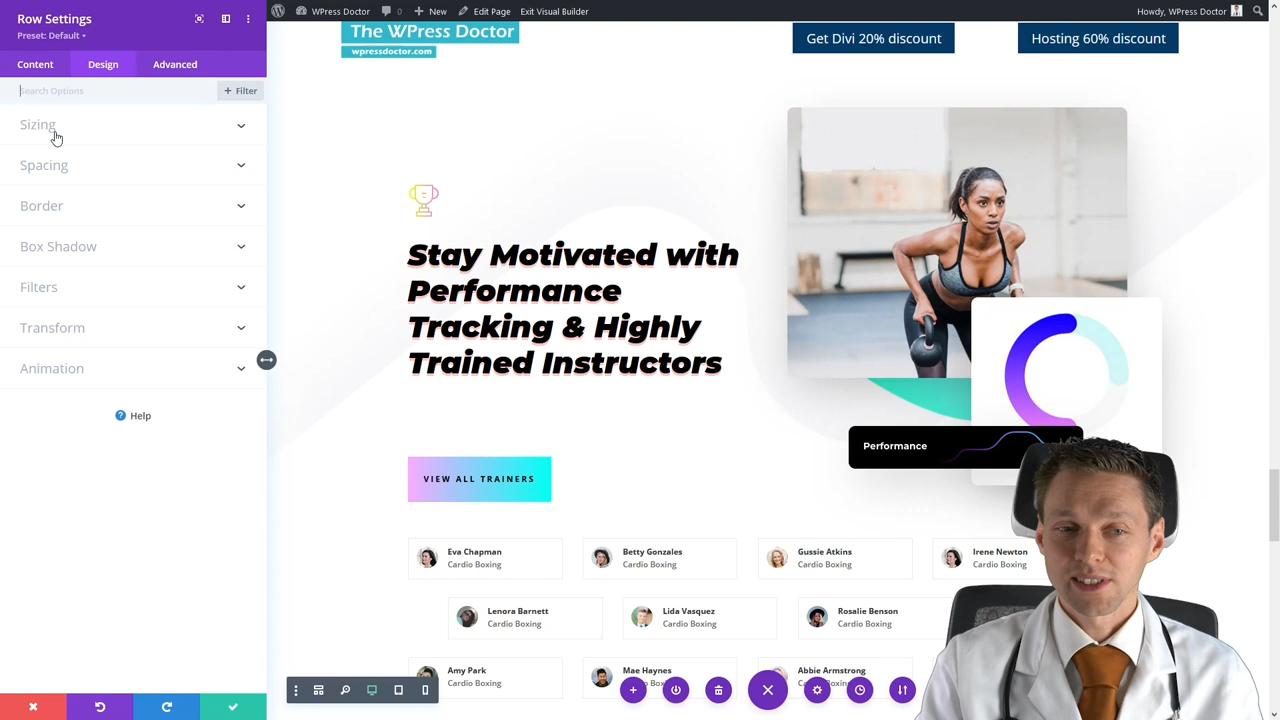 Row Settings
Preset: Default
Content
Design
Advanced
Search Options
+ Filter
Sizing
Spacing
Border
Box Shadow
Filters
Transform
Animation
? Help
WPress Doctor
0
+ New
Edit Page
Exit Visual Builder
Howdy, WPress Doctor
The WPress Doctor
wpressdoctor.com
Get Divi 20% discount
Hosting 60% discount
Stay Motivated with
Performance
Tracking & Highly
Trained Instructors
Performance
VIEW ALL TRAINERS
Eva Chapman
Cardio Boxing
Betty Gonzales
Cardio Boxing
Gussie Atkins
Cardio Boxing
Irene Newton
Cardio Boxing
Lenora Barnett
Cardio Boxing
Lida Vasquez
Cardio Boxing
Rosalie Benson
Cardio Boxing
Amy Park
Cardio Boxing
Mae Haynes
Abbie Armstrong